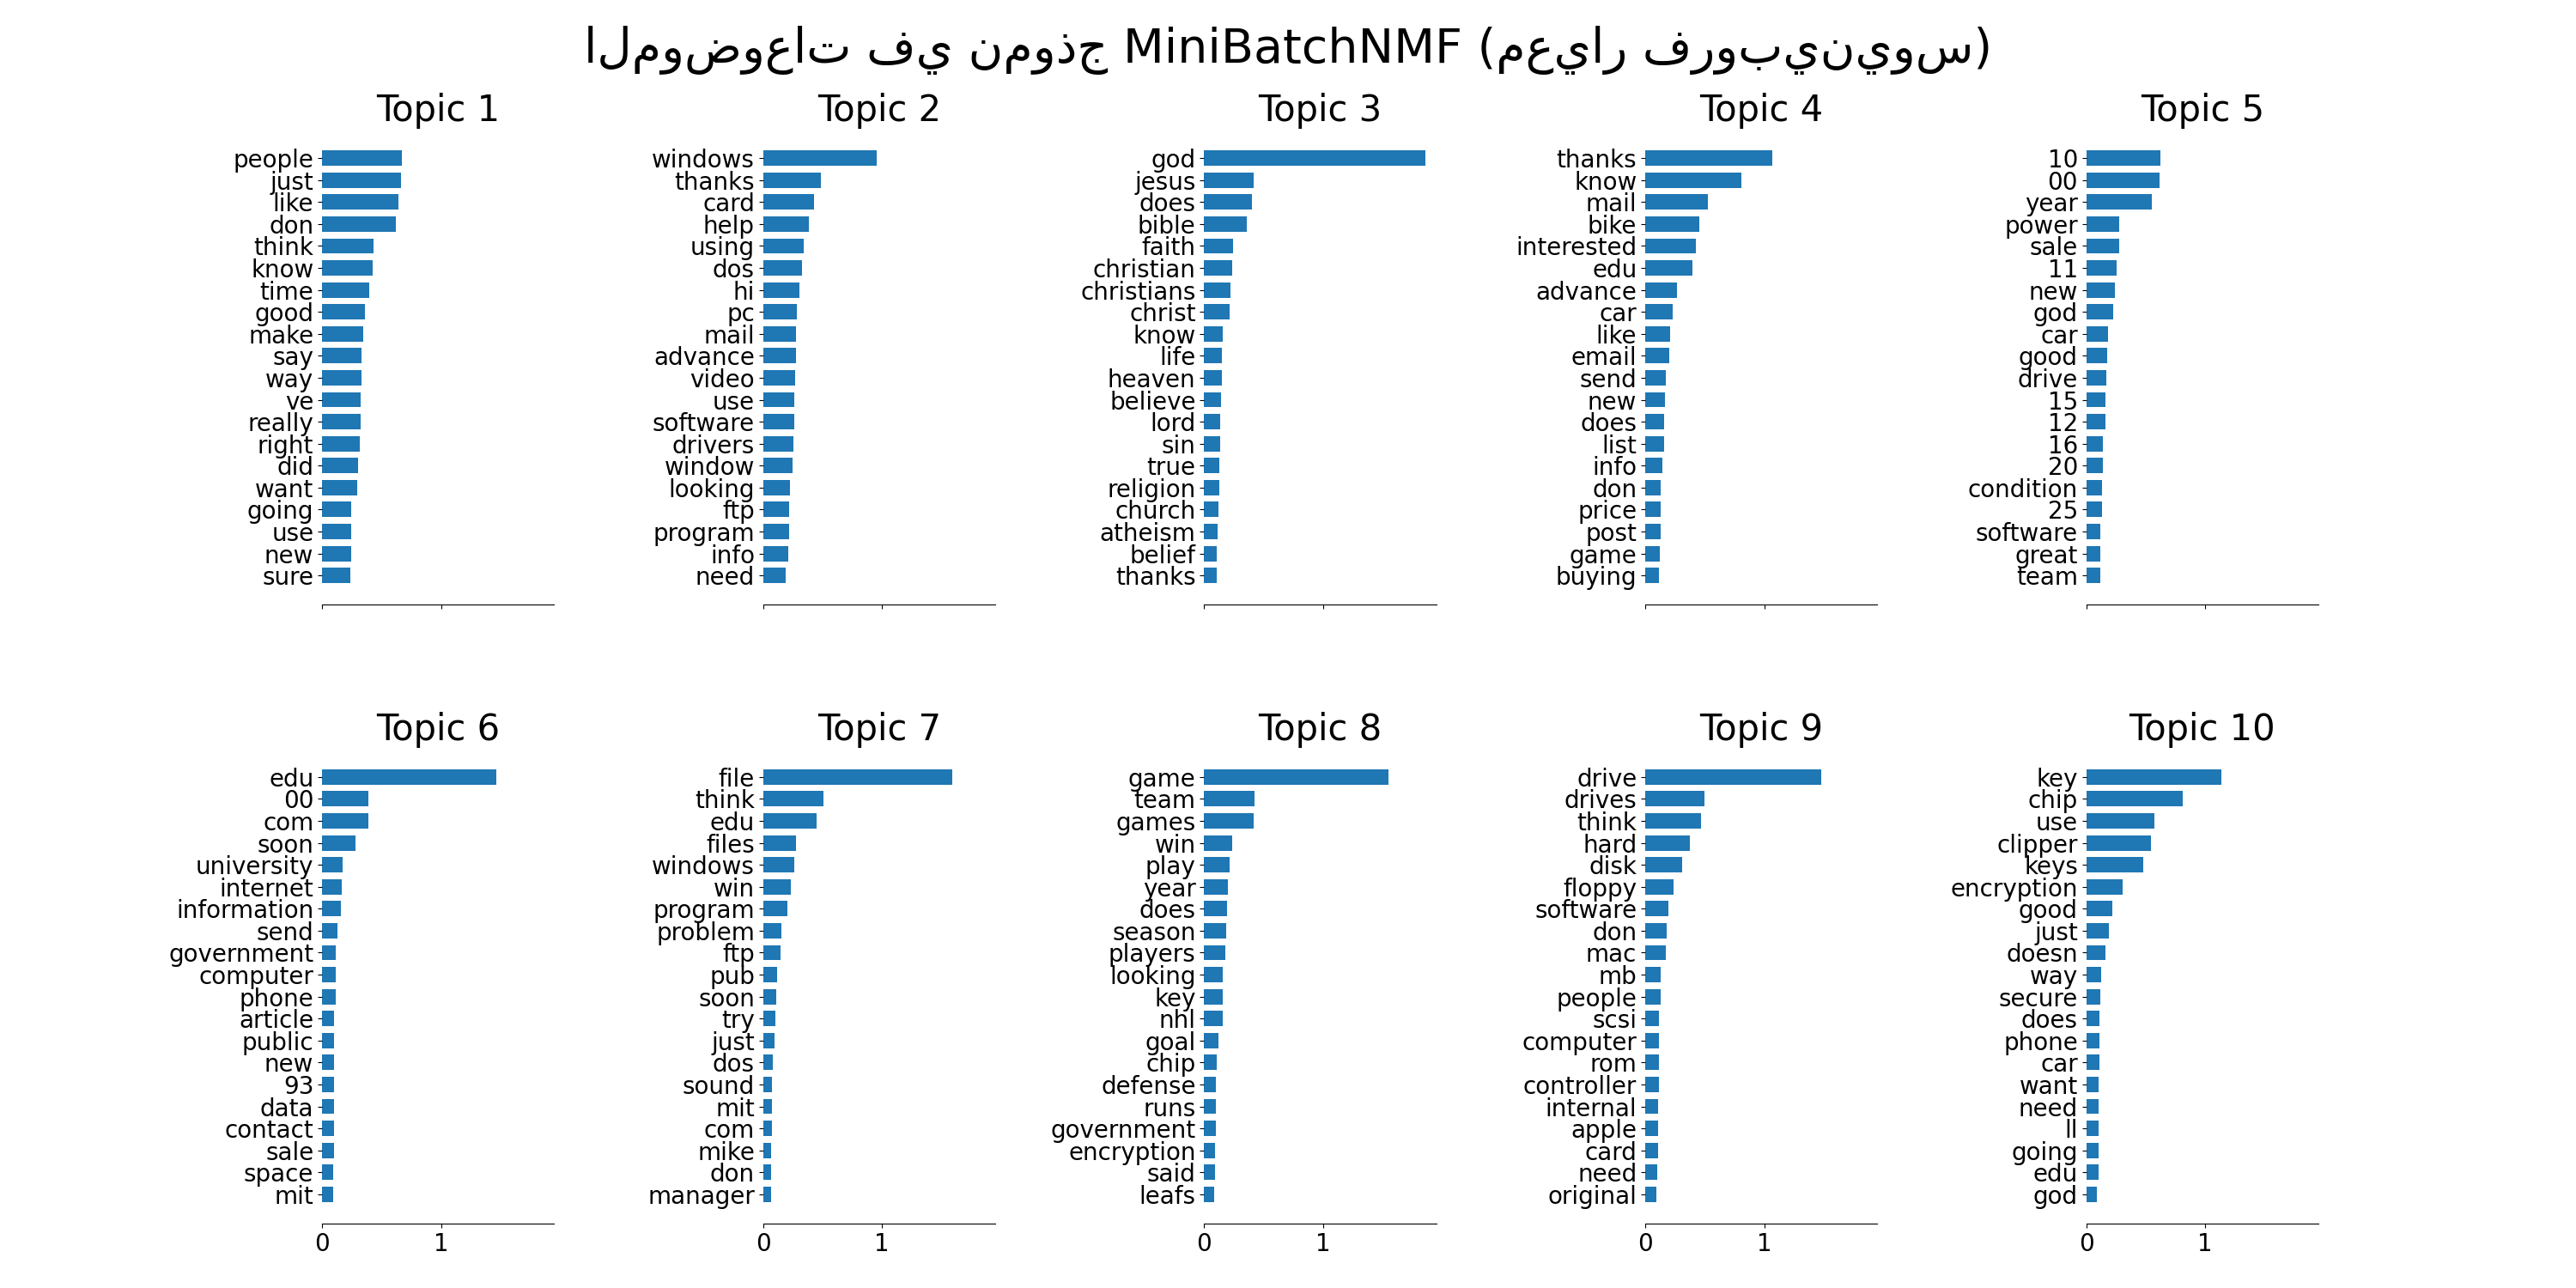 الموضوعات في نموذج MiniBatchNMF (معيار فروبينيوس)
Topic 1
people
just
like
don
think
know
time
good
make
say
way
ve
really
right
did
want
going
use
new
sure
Topic 2
windows
thanks
card
help
using
dos
hi
pc
mail
advance
video
use
software
drivers
window
looking
ftp
program
info
need
Topic 3
god
jesus
does
bible
faith
christian
christians
christ
know
life
heaven
believe
lord
sin
true
religion
church
atheism
belief
thanks
Topic 4
thanks
know
mail
bike
interested
edu
advance
car
like
email
send
new
does
list
info
don
price
post
game
buying
Topic 5
10
00
year
power
sale
11
new
god
car
good
drive
15
12
16
20
condition
25
software
great
team
Topic 6
edu
00
com
soon
university
internet
information
send
government
computer
phone
article
public
new
93
data
contact
sale
space
mit
0 1
Topic 7
file
think
edu
files
windows
win
program
problem
ftp
pub
soon
try
just
dos
sound
mit
com
mike
don
manager
0 1
Topic 8
game
team
games
win
play
year
does
season
players
looking
key
nhl
goal
chip
defense
runs
government
encryption
said
leafs
0 1
Topic 9
drive
drives
think
hard
disk
floppy
software
don
mac
mb
people
scsi
computer
rom
controller
internal
apple
card
need
original
0 1
Topic 10
key
chip
use
clipper
keys
encryption
good
just
doesn
way
secure
does
phone
car
want
need
ll
going
edu
god
0 1